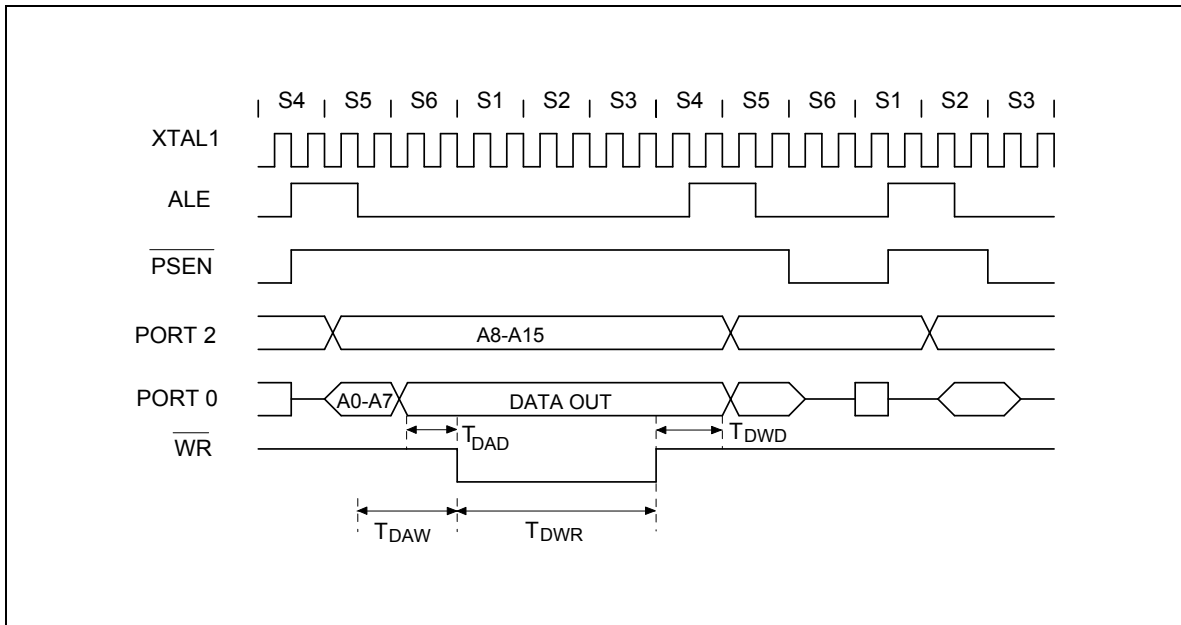 S4 S5 S6 S1 S2 S3 S4 S5 S6 S1 S2 S3
XTAL1
ALE
PSEN
PORT 2
A8-A15
PORT 0
A0-A7
DATA OUT
TDAD
TDWD
WR
TDAW
TDWR